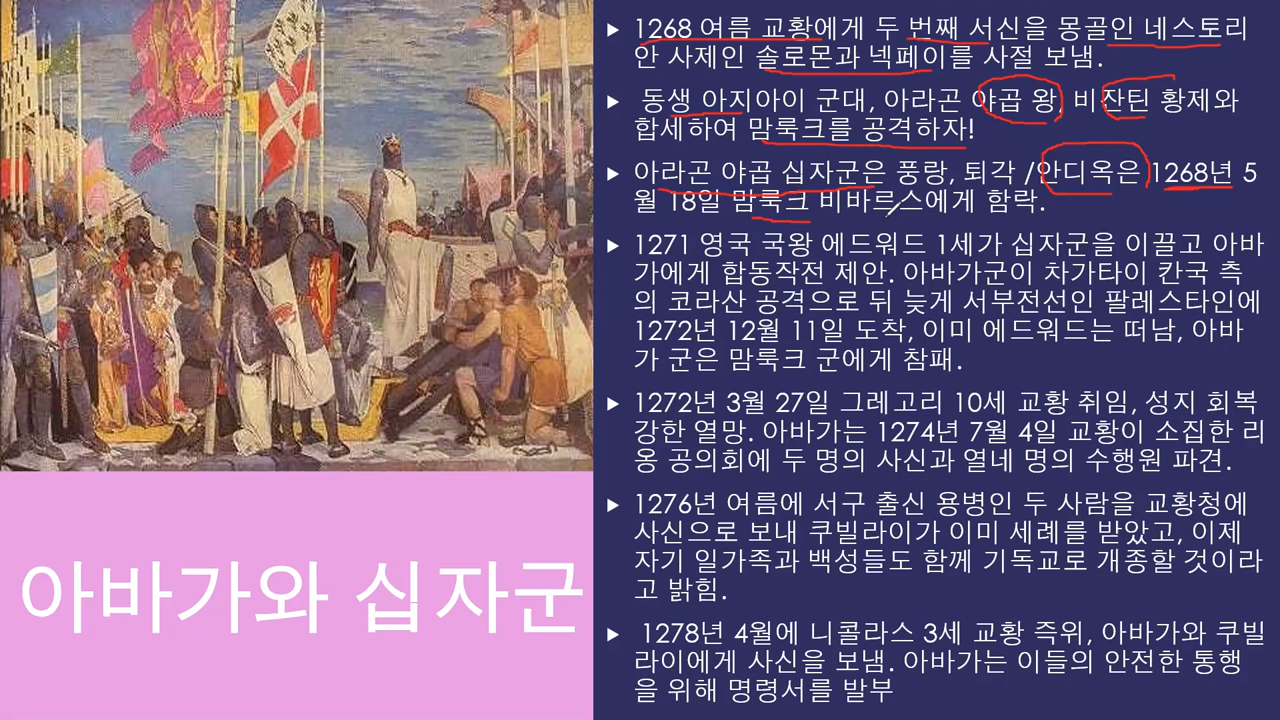 1268 여름 교황에게 두 번째 서신을 몽골인 네스토리
안 사제인 솔로몬과 넥페이를 사절 보냄.
동생 아지아이 군대, 아라곤 야곱 왕, 비잔틴 황제와
합세하여 맘룩크를 공격하자!
아라곤 야곱 십자군은 풍랑, 퇴각 /안디옥은 1268년 5
월 18일 맘룩크 비바르스에게 함락.
1271 영국 국왕 에드워드 1세가 십자군을 이끌고 아바
가에게 합동작전 제안. 아바가군이 차가타이 칸국 측
의 코라산 공격으로 뒤 늦게 서부전선인 팔레스타인에
1272년 12월 11일 도착, 이미 에드워드는 떠남, 아바
가 군은 맘룩크 군에게 참패.
1272년 3월 27일 그레고리 10세 교황 취임, 성지 회복
강한 열망. 아바가는 1274년 7월 4일 교황이 소집한 리
옹 공의회에 두 명의 사신과 열네 명의 수행원 파견.
1276년 여름에 서구 출신 용병인 두 사람을 교황청에
사신으로 보내 쿠빌라이가 이미 세례를 받았고, 이제
자기 일가족과 백성들도 함께 기독교로 개종할 것이라
고 밝힘.
1278년 4월에 니콜라스 3세 교황 즉위, 아바가와 쿠빌
라이에게 사신을 보냄. 아바가는 이들의 안전한 통행
을 위해 명령서를 발부
아바가와 십자군